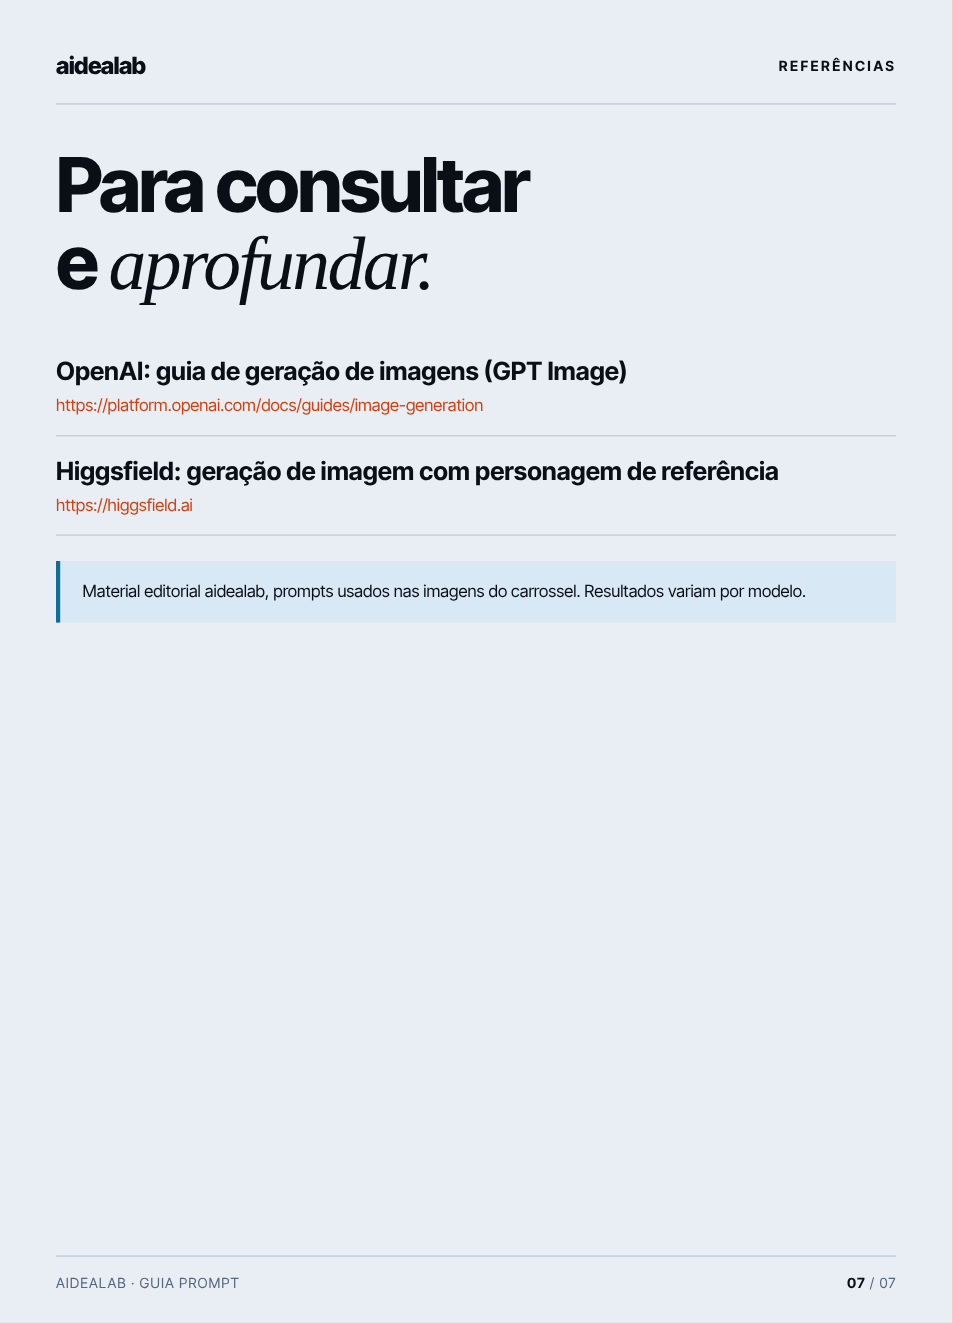 aidealab
REFERÊNCIAS
Para consultar
e aprofundar.
OpenAI: guia de geração de imagens (GPT Image)
https://platform.openai.com/docs/guides/image-generation
Higgsfield: geração de imagem com personagem de referência
https://higgsfield.ai
Material editorial aidealab, prompts usados nas imagens do carrossel. Resultados variam por modelo.
AIDEALAB · GUIA PROMPT
07 / 07